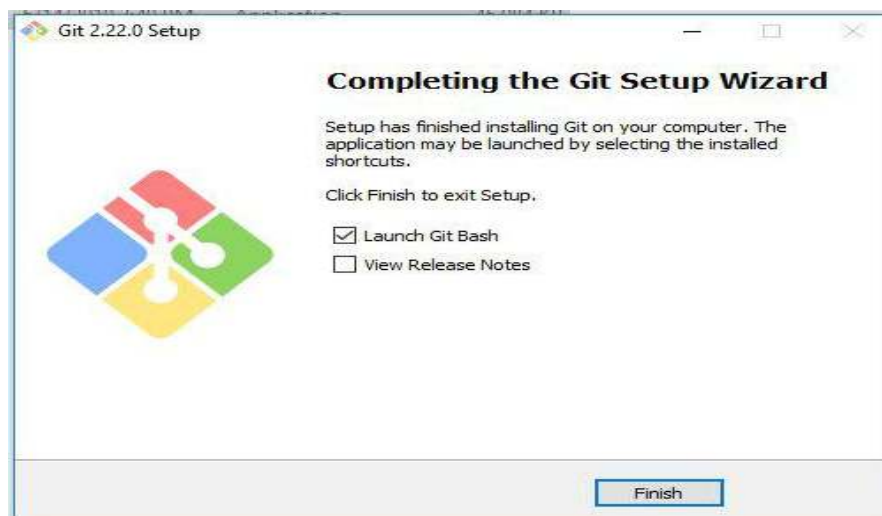 Git 2.22.0 Setup
Completing the Git Setup Wizard
Setup has finished installing Git on your computer. The
application may be launched by selecting the installed
shortcuts.
Click Finish to exit Setup.
Launch Git Bash
View Release Notes
Finish